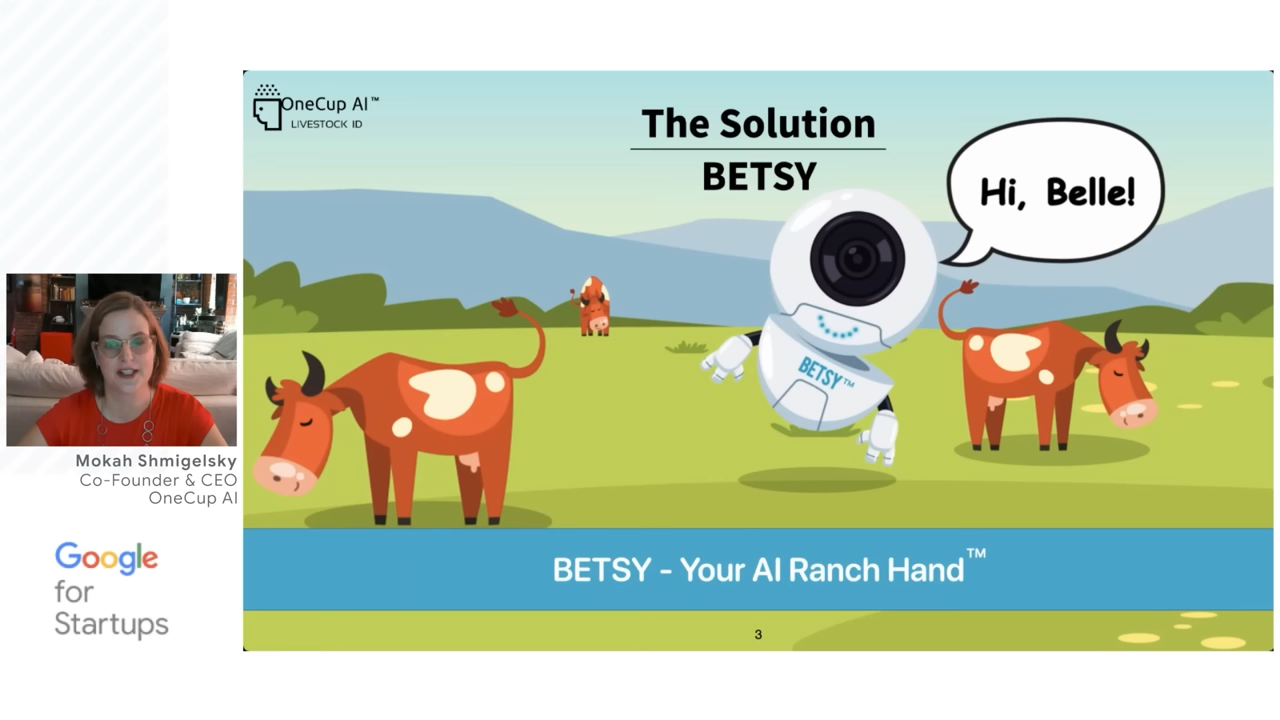 OneCup AI™
LIVESTOCK ID
The Solution
BETSY
Hi, Belle!
BETSY™
Mokah Shmigelsky
Co-Founder & CEO
OneCup AI
Google
for
Startups
BETSY - Your AI Ranch Hand™
3